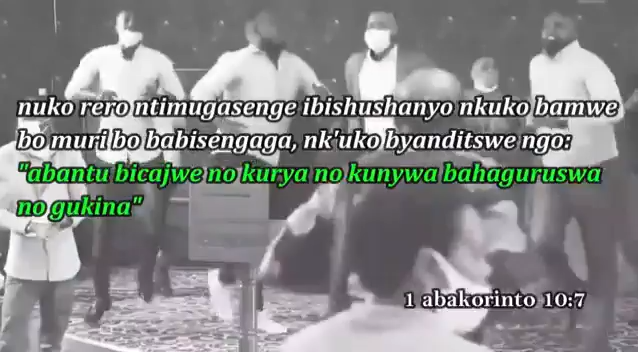 nuko rero ntimugasenge ibishushanyo nkuko bamwe
bo muri bo babisengaga, nk'uko byanditswe ngo:
"abantu bicajwe no kurya no kunywa bahaguruswa
no gukina"
1 abakorinto 10:7